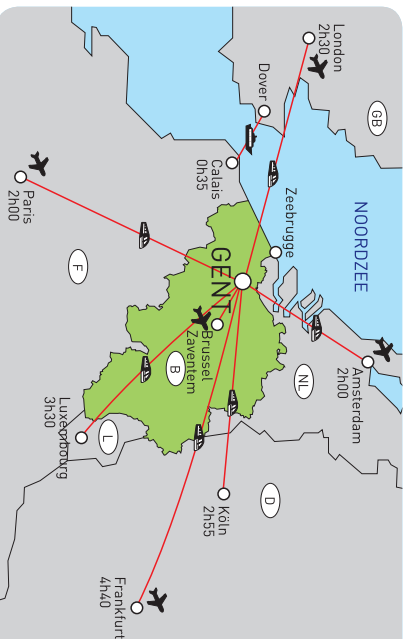 London
2h30
GB
Dover
NOORDZEE
Calais
0h35
Zeebrugge
Amsterdam
2h00
GENT
NL
Brussel
Zaventem
Paris
2h00
F
B
D
Köln
2h55
L
Luxembourg
3h30
Frankfurt
4h40